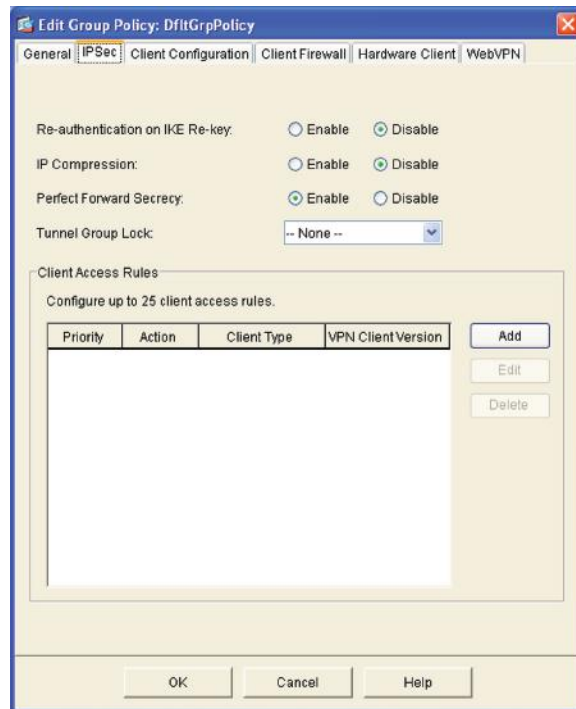 Edit Group Policy: DfltGrpPolicy
General IPSec Client Configuration Client Firewall Hardware Client WebVPN
Re-authentication on IKE Re-key: Enable Disable
IP Compression: Enable Disable
Perfect Forward Secrecy: Enable Disable
Tunnel Group Lock: -- None --
Client Access Rules
Configure up to 25 client access rules.
Priority Action Client Type VPN Client Version
Add
Edit
Delete
OK Cancel Help